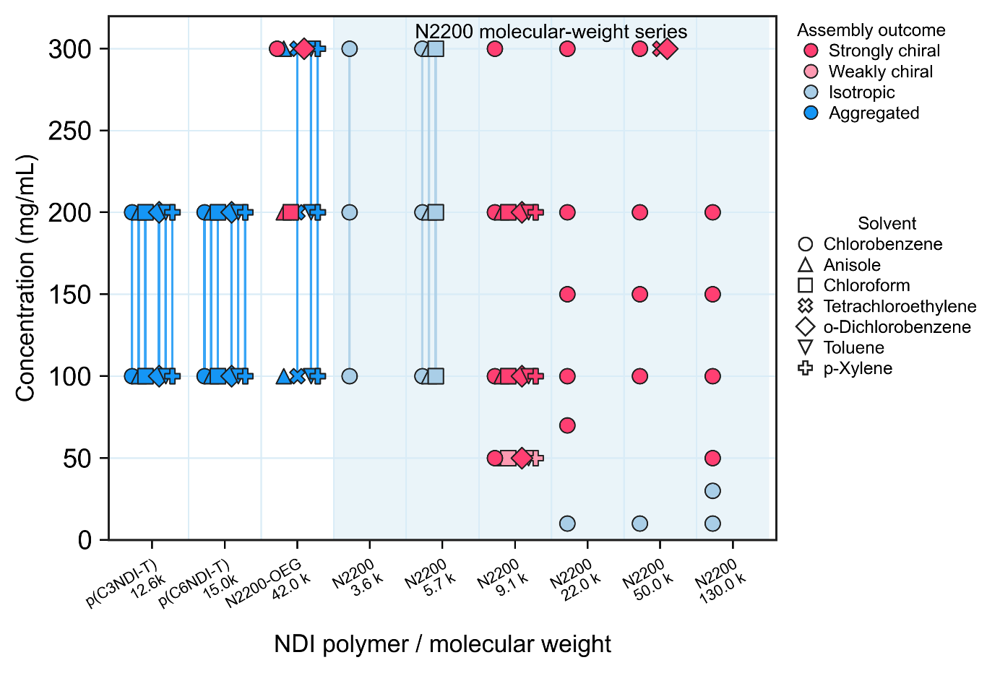 N2200 molecular-weight series
300
250
200
150
100
50
0
Concentration (mg/mL)
p(C3NDI-T)
12.6k
p(C6NDI-T)
15.0k
N2200-OEG
42.0 k
N2200
3.6 k
N2200
5.7 k
N2200
9.1 k
N2200
22.0 k
N2200
50.0 k
N2200
130.0 k
NDI polymer / molecular weight
Assembly outcome
Strongly chiral
Weakly chiral
Isotropic
Aggregated
Solvent
Chlorobenzene
Anisole
Chloroform
Tetrachloroethylene
o-Dichlorobenzene
Toluene
p-Xylene